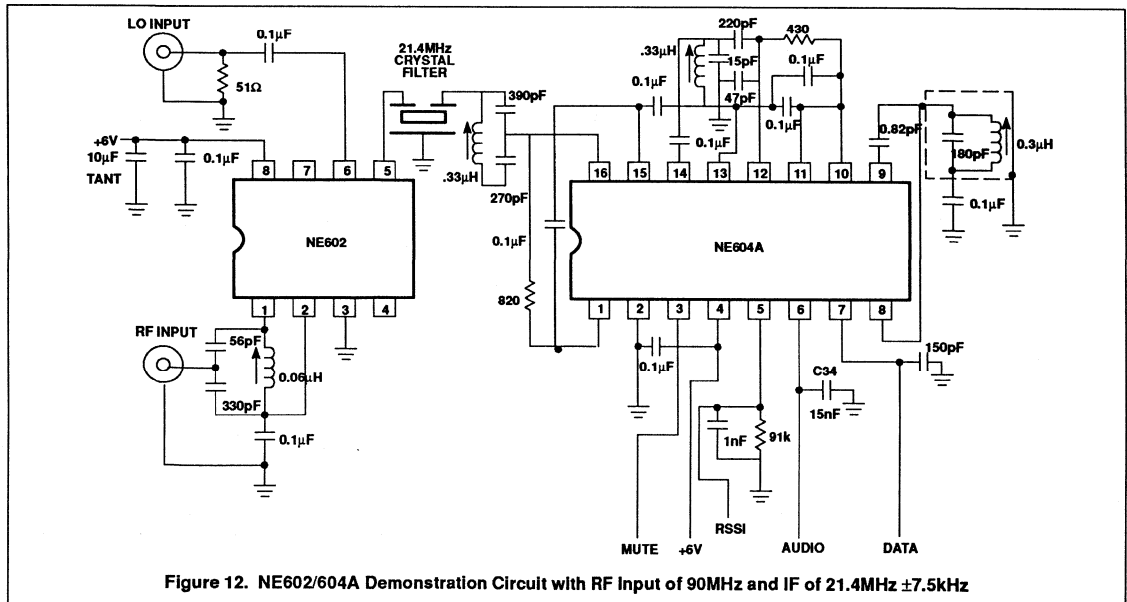 LO INPUT
0.1µF
51Ω
+6V
10µF
TANT
0.1µF
8
7
6
5
NE602
1
2
3
4
RF INPUT
56pF
0.06µH
330pF
0.1µF
21.4MHz
CRYSTAL
FILTER
390pF
.33µH
270pF
0.1µF
820
220pF
430
.33µH
15pF
0.1µF
0.1µF
47pF
0.1µF
0.1µF
0.82pF
180pF
0.3µH
0.1µF
16
15
14
13
12
11
10
9
NE604A
1
2
3
4
5
6
7
8
0.1µF
1nF
91k
C34
15nF
150pF
MUTE
+6V
RSSI
AUDIO
DATA
Figure 12. NE602/604A Demonstration Circuit with RF Input of 90MHz and IF of 21.4MHz ±7.5kHz